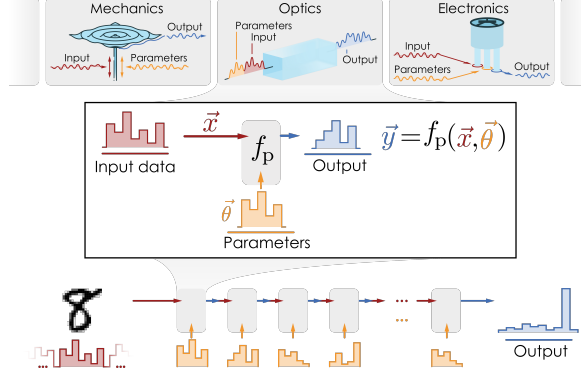 Mechanics
Optics
Electronics
Output
Input
Parameters
Parameters
Input
Output
Input
Parameters
Output
Input data
x⃗
fₚ
Output
y⃗=fₚ(x⃗,θ⃗)
θ⃗
Parameters
8
...
...
...
...
Output